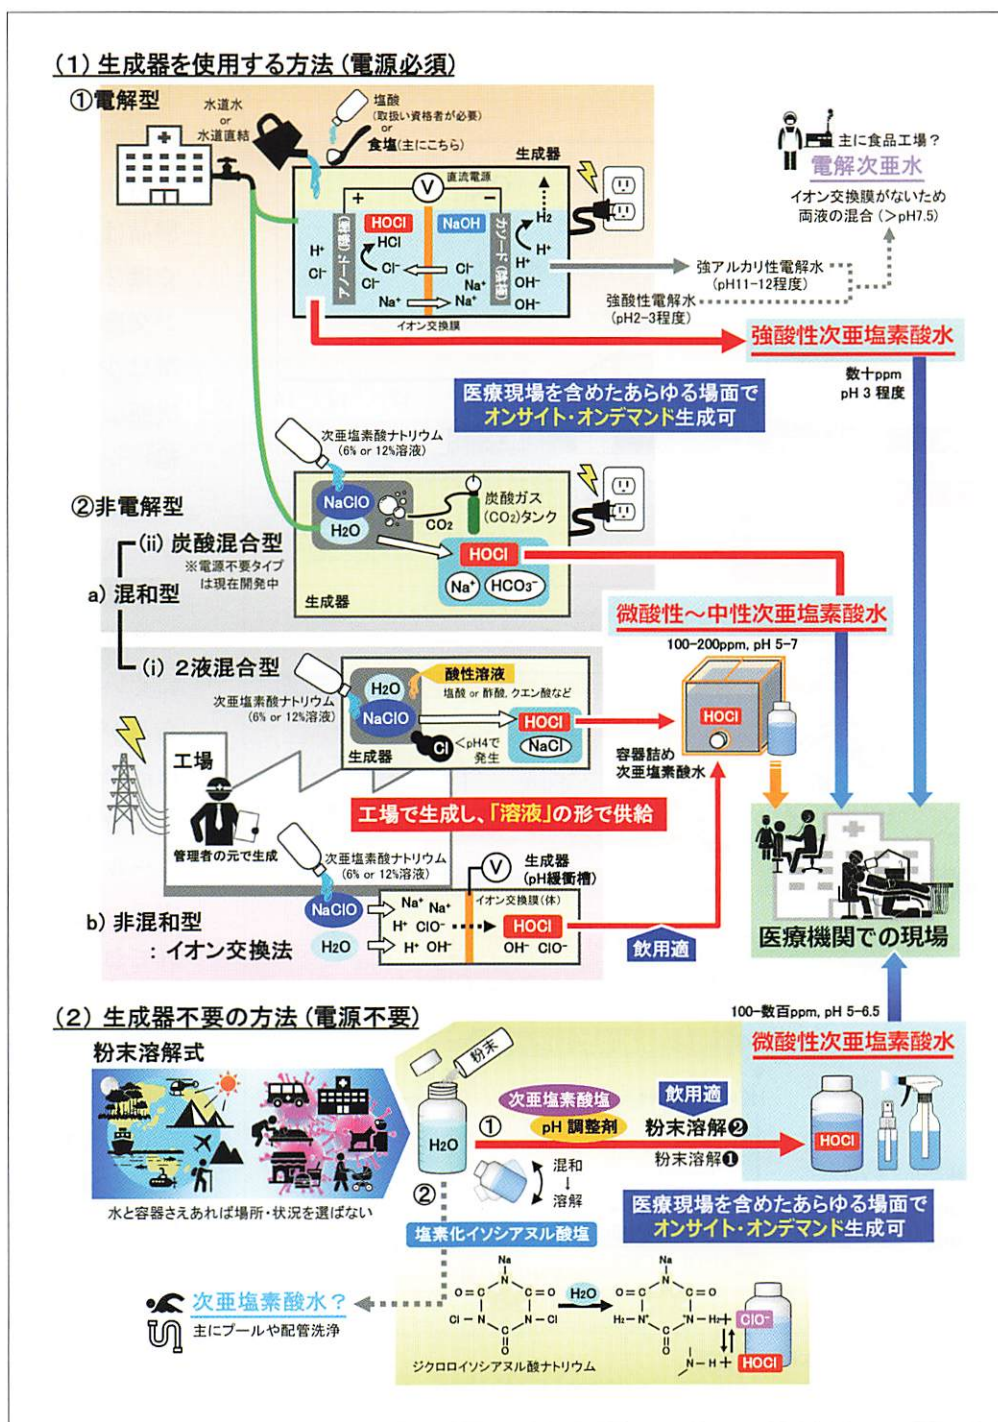 (1) 生成器を使用する方法(電源必須)
①電解型
水道水
or
水道直結
塩酸
(取扱い資格者が必要)
or
食塩(主にこちら)
生成器
直流電源
V
+
−
HOCl
NaOH
H₂
HCl
H⁺
H⁺
H⁺
Cl⁻
Cl⁻
Cl⁻
Na⁺
Na⁺
Na⁺
OH⁻
OH⁻
アノード(陽極)
カソード(陰極)
イオン交換膜
主に食品工場?
電解次亜水
イオン交換膜がないため
両液の混合(>pH7.5)
強アルカリ性電解水
(pH11-12程度)
強酸性電解水
(pH2-3程度)
強酸性次亜塩素酸水
数十ppm
pH 3 程度
医療現場を含めたあらゆる場面で
オンサイト・オンデマンド生成可
次亜塩素酸ナトリウム
(6% or 12%溶液)
②非電解型
NaClO
H₂O
CO₂
炭酸ガス
(CO₂)タンク
HOCl
Na⁺
HCO₃⁻
生成器
(ii) 炭酸混合型
※電源不要タイプ
は現在開発中
a) 混和型
微酸性~中性次亜塩素酸水
100-200ppm, pH 5-7
(i) 2液混合型
次亜塩素酸ナトリウム
(6% or 12%溶液)
H₂O
NaClO
酸性溶液
塩酸 or 酢酸, クエン酸など
HOCl
NaCl
Cl
<pH4で
発生
生成器
HOCl
容器詰め
次亜塩素酸水
工場
管理者の元で生成
工場で生成し、「溶液」の形で供給
次亜塩素酸ナトリウム
(6% or 12%溶液)
V
生成器
(pH緩衝槽)
イオン交換膜(体)
NaClO
H₂O
Na⁺ Na⁺
H⁺ ClO⁻
H⁺ OH⁻
HOCl
OH⁻ ClO⁻
b) 非混和型
: イオン交換法
飲用適
医療機関での現場
(2) 生成器不要の方法(電源不要)
粉末溶解式
100-数百ppm, pH 5-6.5
微酸性次亜塩素酸水
粉末
H₂O
次亜塩素酸塩
①
pH 調整剤
飲用適
粉末溶解❷
粉末溶解❶
HOCl
②
混和
↓
溶解
水と容器さえあれば場所・状況を選ばない
医療現場を含めたあらゆる場面で
オンサイト・オンデマンド生成可
塩素化イソシアヌル酸塩
次亜塩素酸水?
主にプールや配管洗浄
Na
N
O
O
N
N
Cl
Cl
O
H₂O
Na
N
O
O
H₂-N⁺
N-H₂+
O
ClO⁻
N-H+
HOCl
ジクロロイソシアヌル酸ナトリウム